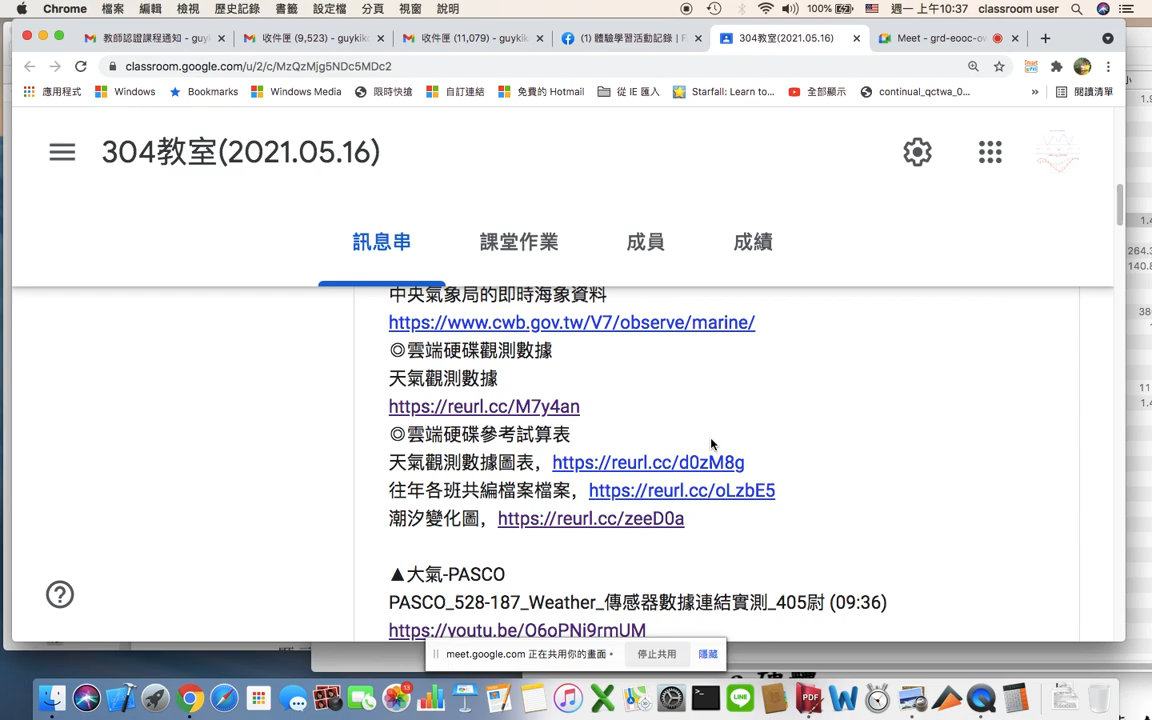 Chrome 檔案 編輯 檢視 歷史記錄 書籤 設定檔 分頁 視窗 說明 100% 週一 上午10:37 classroom user
教師認證課程通知 - guyki 收件匣 (9,523) - guykik 收件匣 (11,079) - guykik (1) 體驗學習活動記錄 | F 304教室(2021.05.16) Meet - grd-eooc-ov
classroom.google.com/u/2/c/MzQzMjg5NDc5MDc2
應用程式 Windows Bookmarks Windows Media 限時快搶 自訂連結 免費的 Hotmail 從 IE 匯入 Starfall: Learn to... 全部顯示 continual_qctwa_0... » 閱讀清單
304教室(2021.05.16)
訊息串 課堂作業 成員 成績
中央氣象局的即時海象資料
https://www.cwb.gov.tw/V7/observe/marine/
◎雲端硬碟觀測數據
天氣觀測數據
https://reurl.cc/M7y4an
◎雲端硬碟參考試算表
天氣觀測數據圖表，https://reurl.cc/d0zM8g
往年各班共編檔案檔案，https://reurl.cc/oLzbE5
潮汐變化圖，https://reurl.cc/zeeD0a
▲大氣-PASCO
PASCO_528-187_Weather_傳感器數據連結實測_405尉 (09:36)
https://youtu.be/O6oPNi9rmUM
meet.google.com 正在共用你的畫面。 停止共用 隱藏